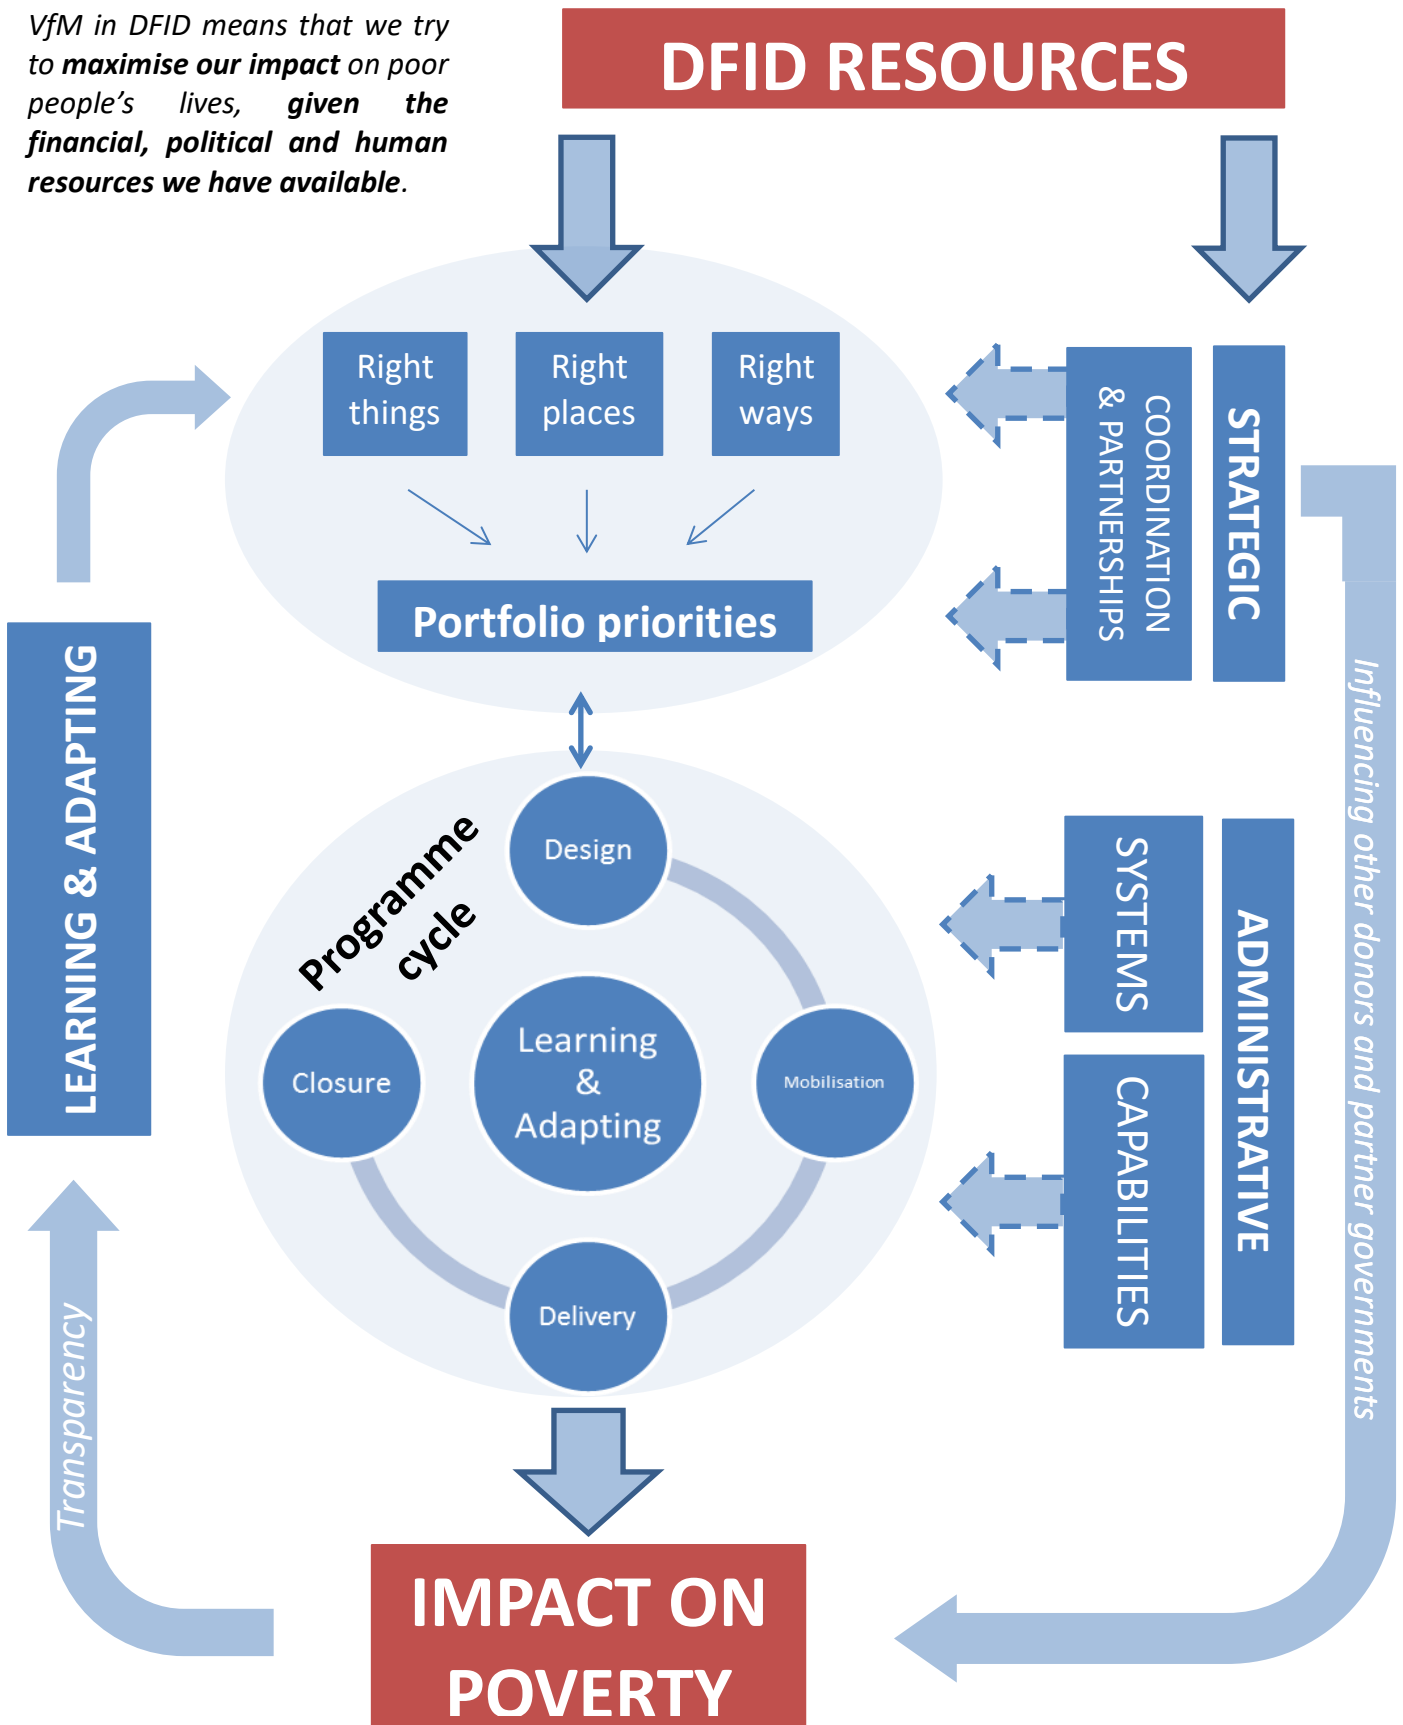 VfM in DFID means that we try
to maximise our impact on poor
people's lives, given the
financial, political and human
resources we have available.
DFID RESOURCES
Right
things
Right
places
Right
ways
Portfolio priorities
COORDINATION
& PARTNERSHIPS
STRATEGIC
LEARNING & ADAPTING
Programme
cycle
Design
Learning
&
Adapting
Closure
Mobilisation
Delivery
SYSTEMS
CAPABILITIES
ADMINISTRATIVE
Influencing other donors and partner governments
Transparency
IMPACT ON
POVERTY